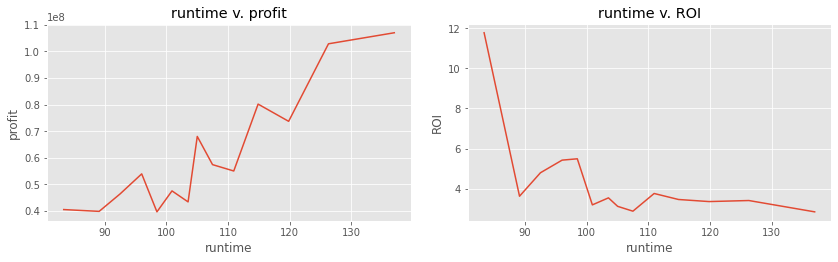 runtime v. profit
1e8
1.1
1.0
0.9
0.8
0.7
0.6
0.5
0.4
profit
90 100 110 120 130
runtime
runtime v. ROI
12
10
8
6
4
ROI
90 100 110 120 130
runtime